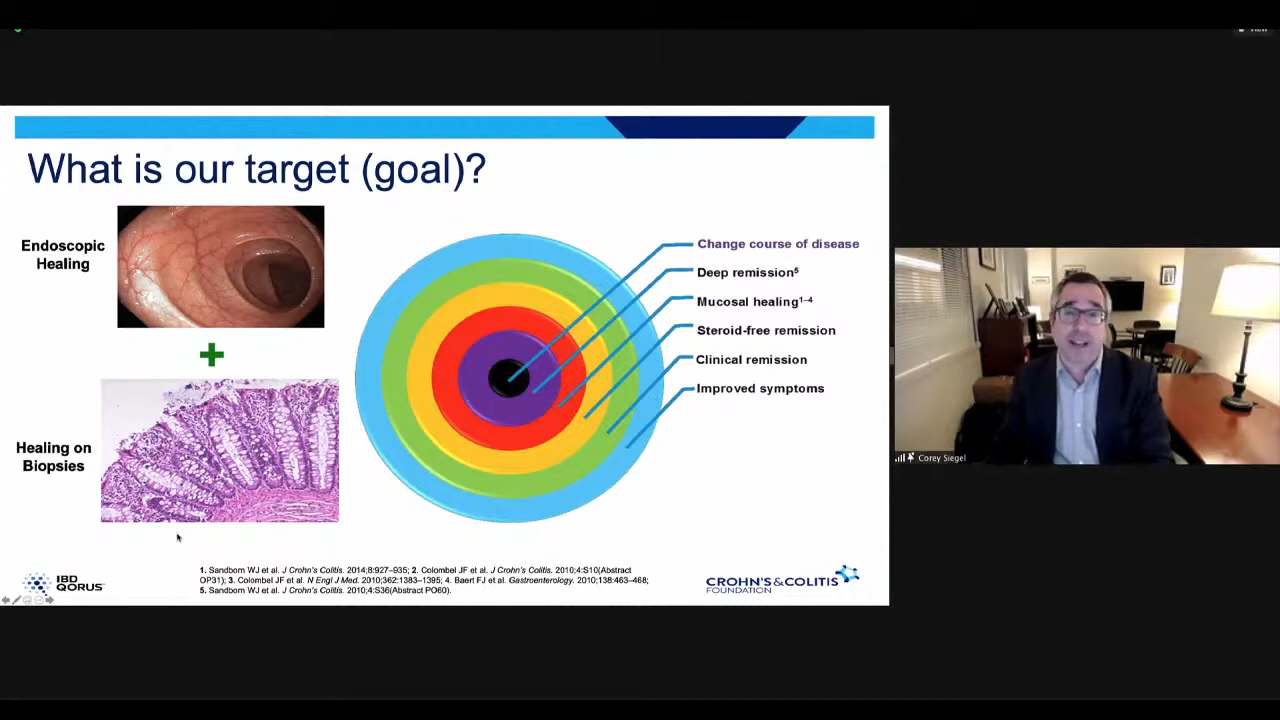 View
What is our target (goal)?
Endoscopic
Healing
Healing on
Biopsies
Change course of disease
Deep remission⁵
Mucosal healing¹⁻⁴
Steroid-free remission
Clinical remission
Improved symptoms
Corey Siegel
1. Sandborn WJ et al. J Crohn's Colitis. 2014;8:927–935; 2. Colombel JF et al. J Crohn's Colitis. 2010;4:S10(Abstract
OP31); 3. Colombel JF et al. N Engl J Med. 2010;362:1383–1395; 4. Baert FJ et al. Gastroenterology. 2010;138:463–468;
5. Sandborn WJ et al. J Crohn's Colitis. 2010;4:S36(Abstract PO60).
IBD
QORUS™
CROHN'S & COLITIS
FOUNDATION